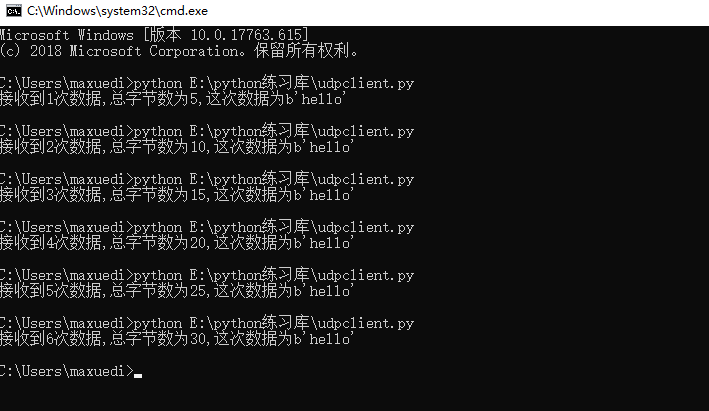 C:\Windows\system32\cmd.exe
Microsoft Windows [版本 10.0.17763.615]
(c) 2018 Microsoft Corporation。保留所有权利。
C:\Users\maxuedi>python E:\python练习库\udpclient.py
接收到1次数据,总字节数为5,这次数据为b'hello'
C:\Users\maxuedi>python E:\python练习库\udpclient.py
接收到2次数据,总字节数为10,这次数据为b'hello'
C:\Users\maxuedi>python E:\python练习库\udpclient.py
接收到3次数据,总字节数为15,这次数据为b'hello'
C:\Users\maxuedi>python E:\python练习库\udpclient.py
接收到4次数据,总字节数为20,这次数据为b'hello'
C:\Users\maxuedi>python E:\python练习库\udpclient.py
接收到5次数据,总字节数为25,这次数据为b'hello'
C:\Users\maxuedi>python E:\python练习库\udpclient.py
接收到6次数据,总字节数为30,这次数据为b'hello'
C:\Users\maxuedi>